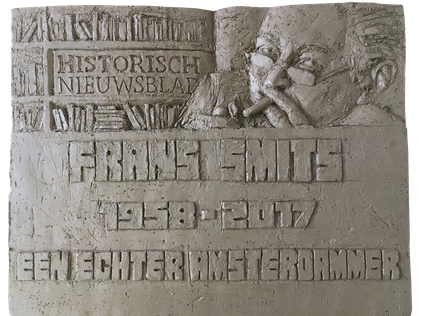 HISTORISCH
NIEUWSBLAD
FRANS SMITS
1958-2017
EEN ECHTER AMSTERDAMMER